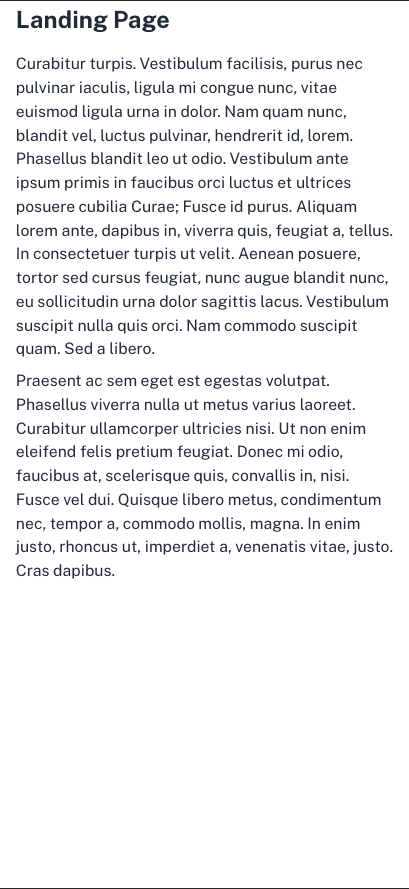 Landing Page
Curabitur turpis. Vestibulum facilisis, purus nec
pulvinar iaculis, ligula mi congue nunc, vitae
euismod ligula urna in dolor. Nam quam nunc,
blandit vel, luctus pulvinar, hendrerit id, lorem.
Phasellus blandit leo ut odio. Vestibulum ante
ipsum primis in faucibus orci luctus et ultrices
posuere cubilia Curae; Fusce id purus. Aliquam
lorem ante, dapibus in, viverra quis, feugiat a, tellus.
In consectetuer turpis ut velit. Aenean posuere,
tortor sed cursus feugiat, nunc augue blandit nunc,
eu sollicitudin urna dolor sagittis lacus. Vestibulum
suscipit nulla quis orci. Nam commodo suscipit
quam. Sed a libero.
Praesent ac sem eget est egestas volutpat.
Phasellus viverra nulla ut metus varius laoreet.
Curabitur ullamcorper ultricies nisi. Ut non enim
eleifend felis pretium feugiat. Donec mi odio,
faucibus at, scelerisque quis, convallis in, nisi.
Fusce vel dui. Quisque libero metus, condimentum
nec, tempor a, commodo mollis, magna. In enim
justo, rhoncus ut, imperdiet a, venenatis vitae, justo.
Cras dapibus.